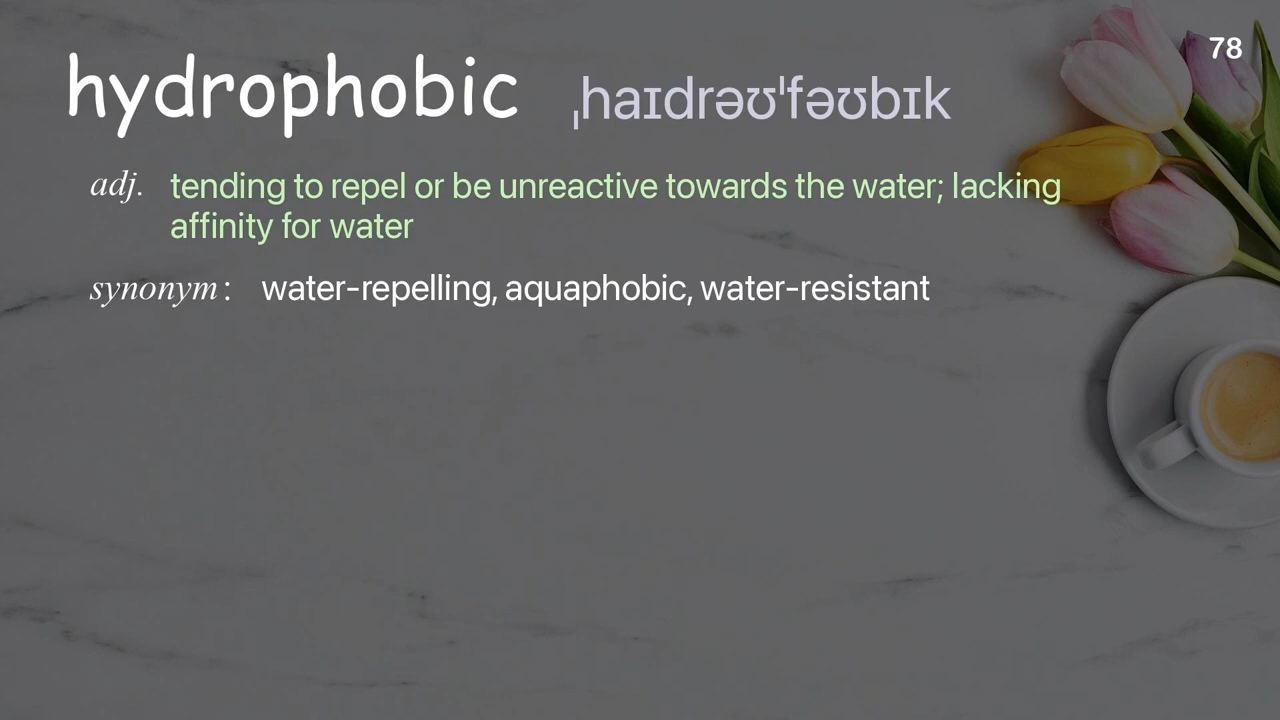 78
hydrophobic ˌhaɪdrəʊˈfəʊbɪk
adj. tending to repel or be unreactive towards the water; lacking
affinity for water
synonym: water-repelling, aquaphobic, water-resistant